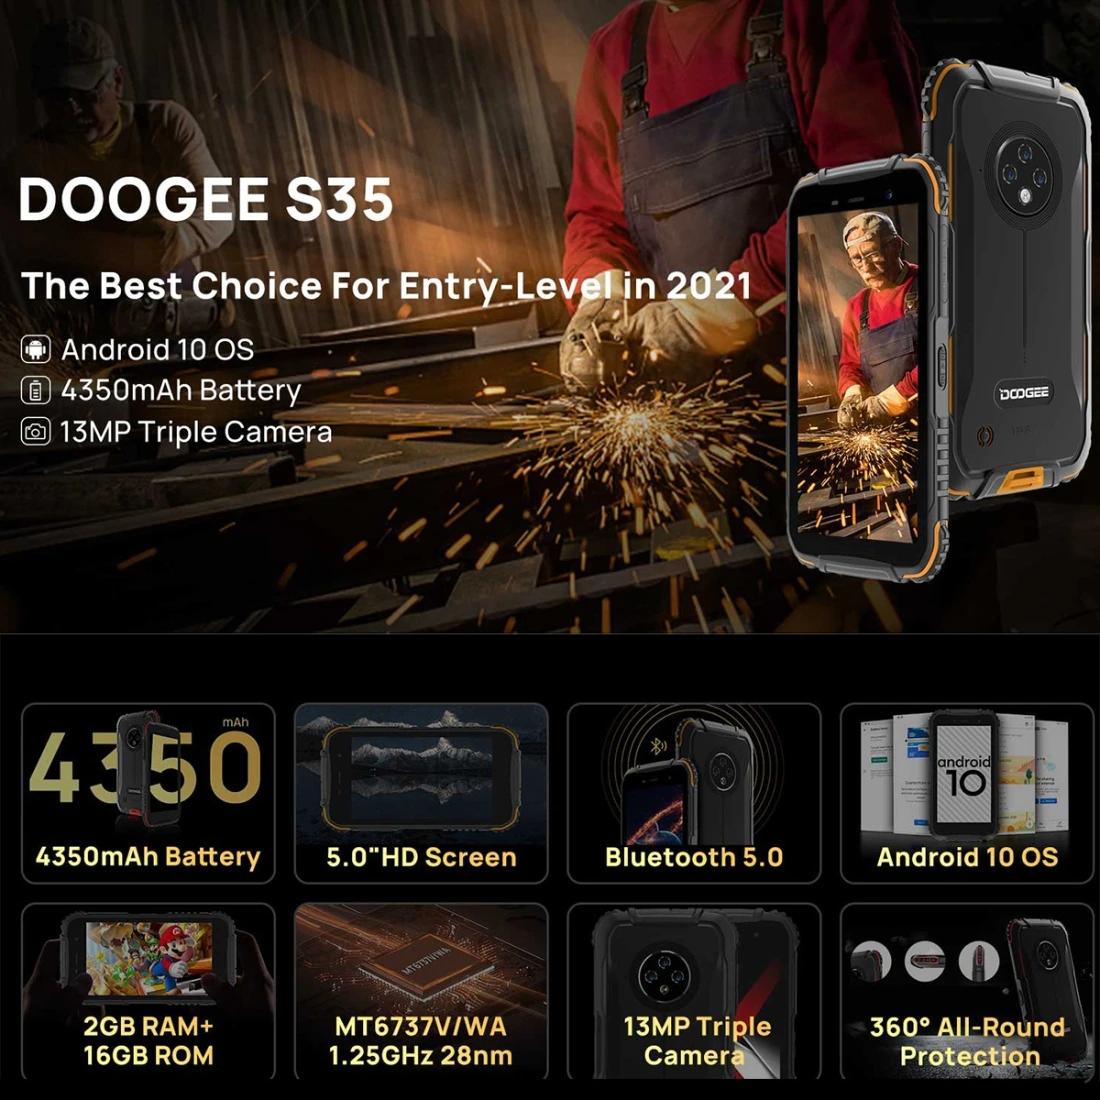 DOOGEE S35
The Best Choice For Entry-Level in 2021
Android 10 OS
4350mAh Battery
13MP Triple Camera
DOOGEE
mAh
4350
4350mAh Battery
5.0"HD Screen
Bluetooth 5.0
android
10
Android 10 OS
2GB RAM+
16GB ROM
MT6737V/WA
MT6737V/WA
1.25GHz 28nm
13MP Triple
Camera
360° All-Round
Protection